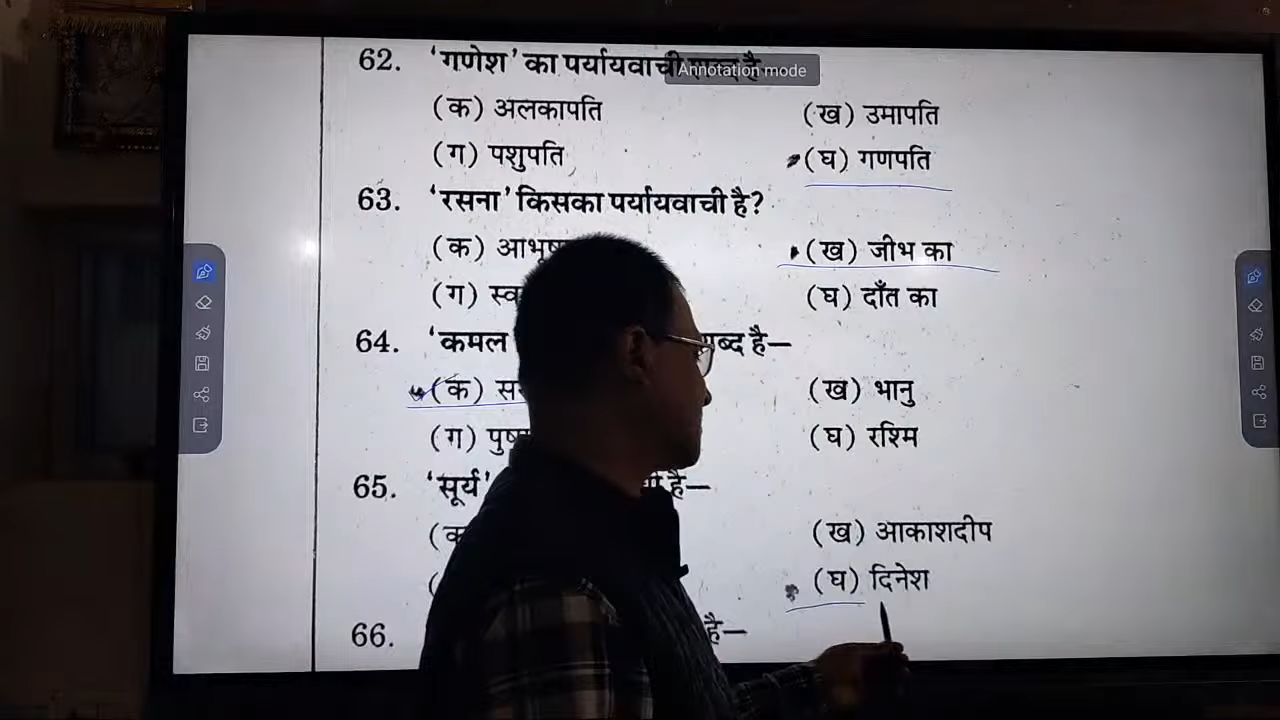 62. 'गणेश' का पर्यायवाची शब्द है
Annotation mode
(क) अलकापति (ख) उमापति
(ग) पशुपति (घ) गणपति
63. 'रसना' किसका पर्यायवाची है?
(क) (ख) जीभ का
(ग) (घ) दाँत का
64. 'कमल है—
(क) (ख) भानु
(ग) (घ) रश्मि
65. 'सूर्य' है—
(ख) आकाशदीप
(घ) दिनेश
66. है—